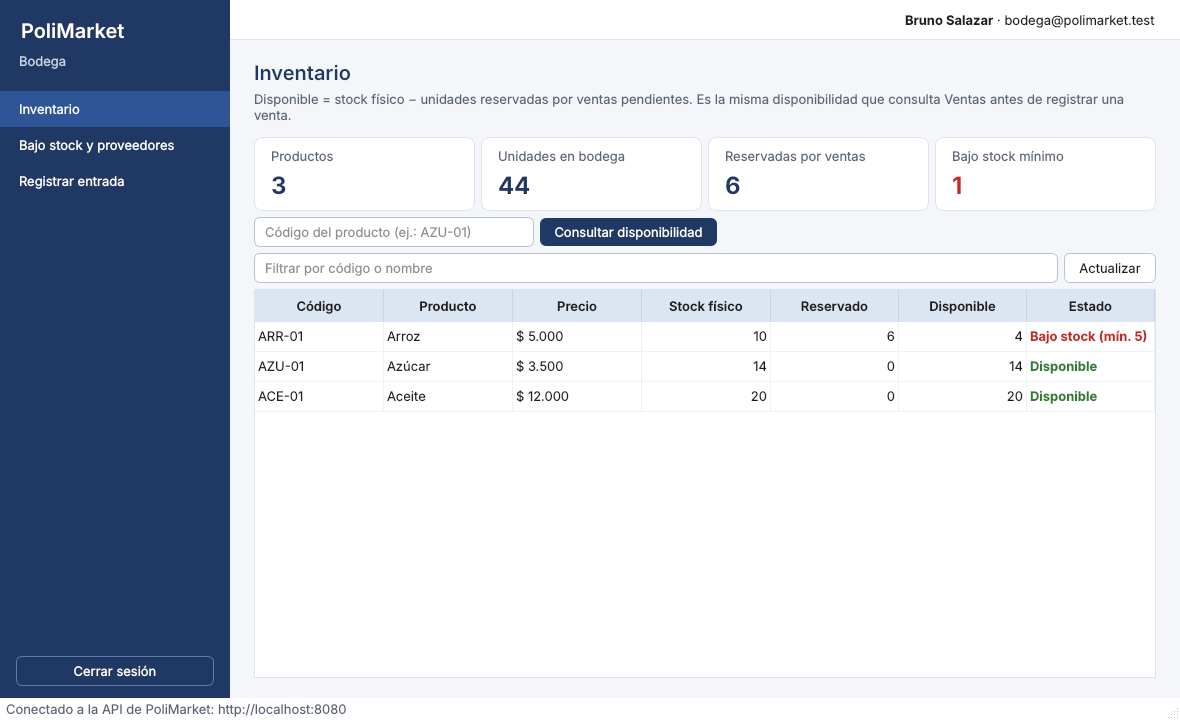 PoliMarket
Bodega
Inventario
Bajo stock y proveedores
Registrar entrada
Cerrar sesión
Bruno Salazar · bodega@polimarket.test
Inventario
Disponible = stock físico − unidades reservadas por ventas pendientes. Es la misma disponibilidad que consulta Ventas antes de registrar una
venta.
Productos
3
Unidades en bodega
44
Reservadas por ventas
6
Bajo stock mínimo
1
Código del producto (ej.: AZU-01) Consultar disponibilidad
Filtrar por código o nombre Actualizar
Código Producto Precio Stock físico Reservado Disponible Estado
ARR-01 Arroz $ 5.000 10 6 4 Bajo stock (mín. 5)
AZU-01 Azúcar $ 3.500 14 0 14 Disponible
ACE-01 Aceite $ 12.000 20 0 20 Disponible
Conectado a la API de PoliMarket: http://localhost:8080